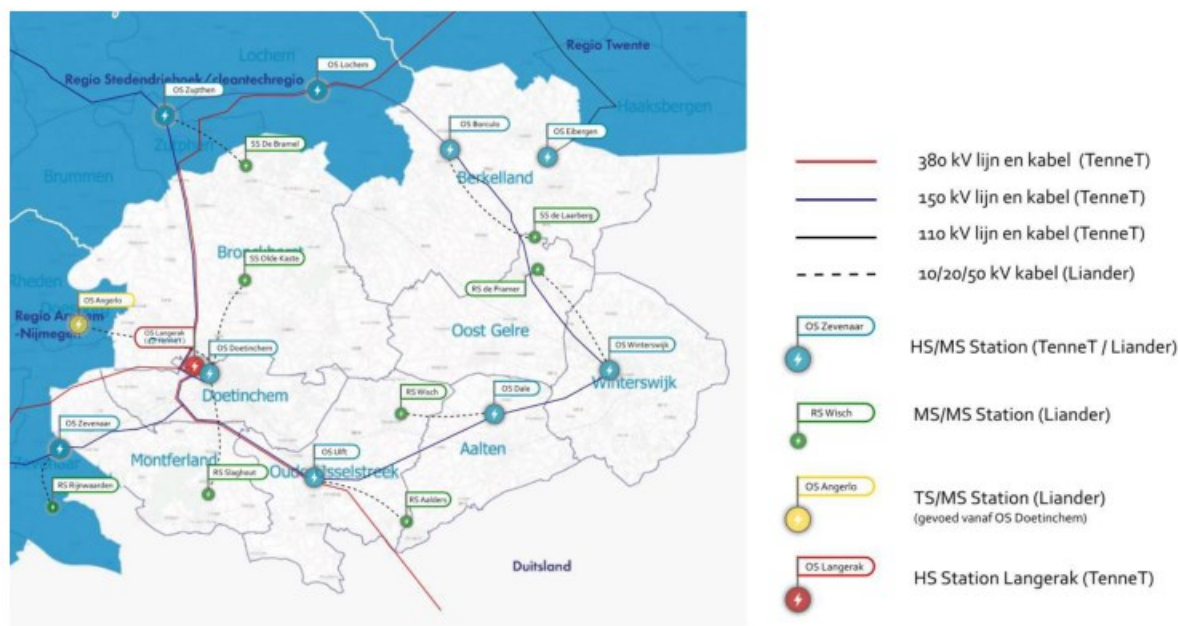 Lochem
Regio Twente
OS Lochem
Regio Stedendriehoek/cleantechregio
OS Zupthen
Haaksbergen
OS Borculo
OS Eibergen
Zutphen
SS De Bramel
Brummen
Berkelland
SS de Laarberg
Bronckhorst
SS Olde Kaste
Rheden
RS de Pramer
OS Angerlo
Regio Arnhem
-Nijmegen
OS Langerak
OS Doetinchem
Oost Gelre
OS Winterswijk
Winterswijk
Doetinchem
RS Wisch
OS Dale
OS Zevenaar
Zevenaar
Aalten
Montferland
OS Ulft
Oude IJsselstreek
RS Slaghout
RS Rijnwaarden
RS Aalders
Duitsland
380 kV lijn en kabel (TenneT)
150 kV lijn en kabel (TenneT)
110 kV lijn en kabel (TenneT)
10/20/50 kV kabel (Liander)
OS Zevenaar
HS/MS Station (TenneT / Liander)
RS Wisch
MS/MS Station (Liander)
OS Angerlo
TS/MS Station (Liander)
(gevoed vanaf OS Doetinchem)
OS Langerak
HS Station Langerak (TenneT)